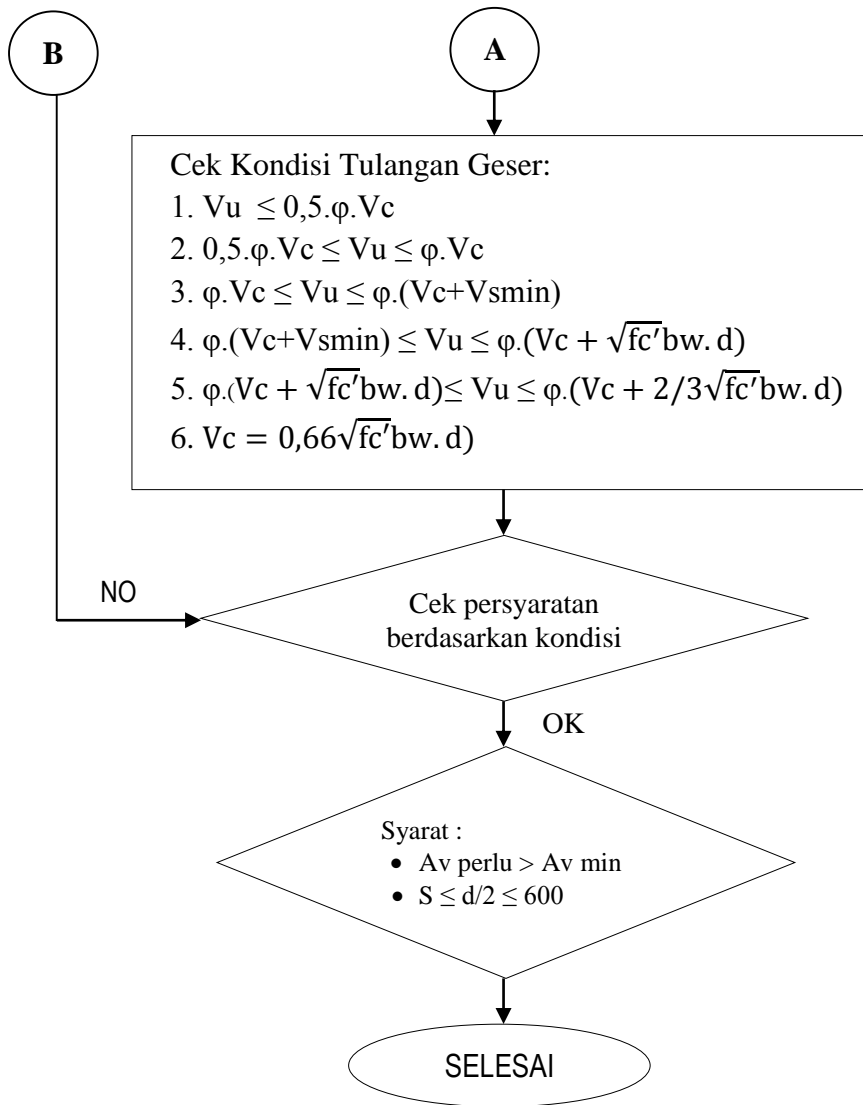 B
A
Cek Kondisi Tulangan Geser:
1. Vu ≤ 0,5.φ.Vc
2. 0,5.φ.Vc ≤ Vu ≤ φ.Vc
3. φ.Vc ≤ Vu ≤ φ.(Vc+Vsmin)
4. φ.(Vc+Vsmin) ≤ Vu ≤ φ.(Vc + √fc′bw. d)
5. φ.(Vc + √fc′bw. d)≤ Vu ≤ φ.(Vc + 2/3√fc′bw. d)
6. Vc = 0,66√fc′bw. d)
NO
Cek persyaratan
berdasarkan kondisi
OK
Syarat :
• Av perlu > Av min
• S ≤ d/2 ≤ 600
SELESAI